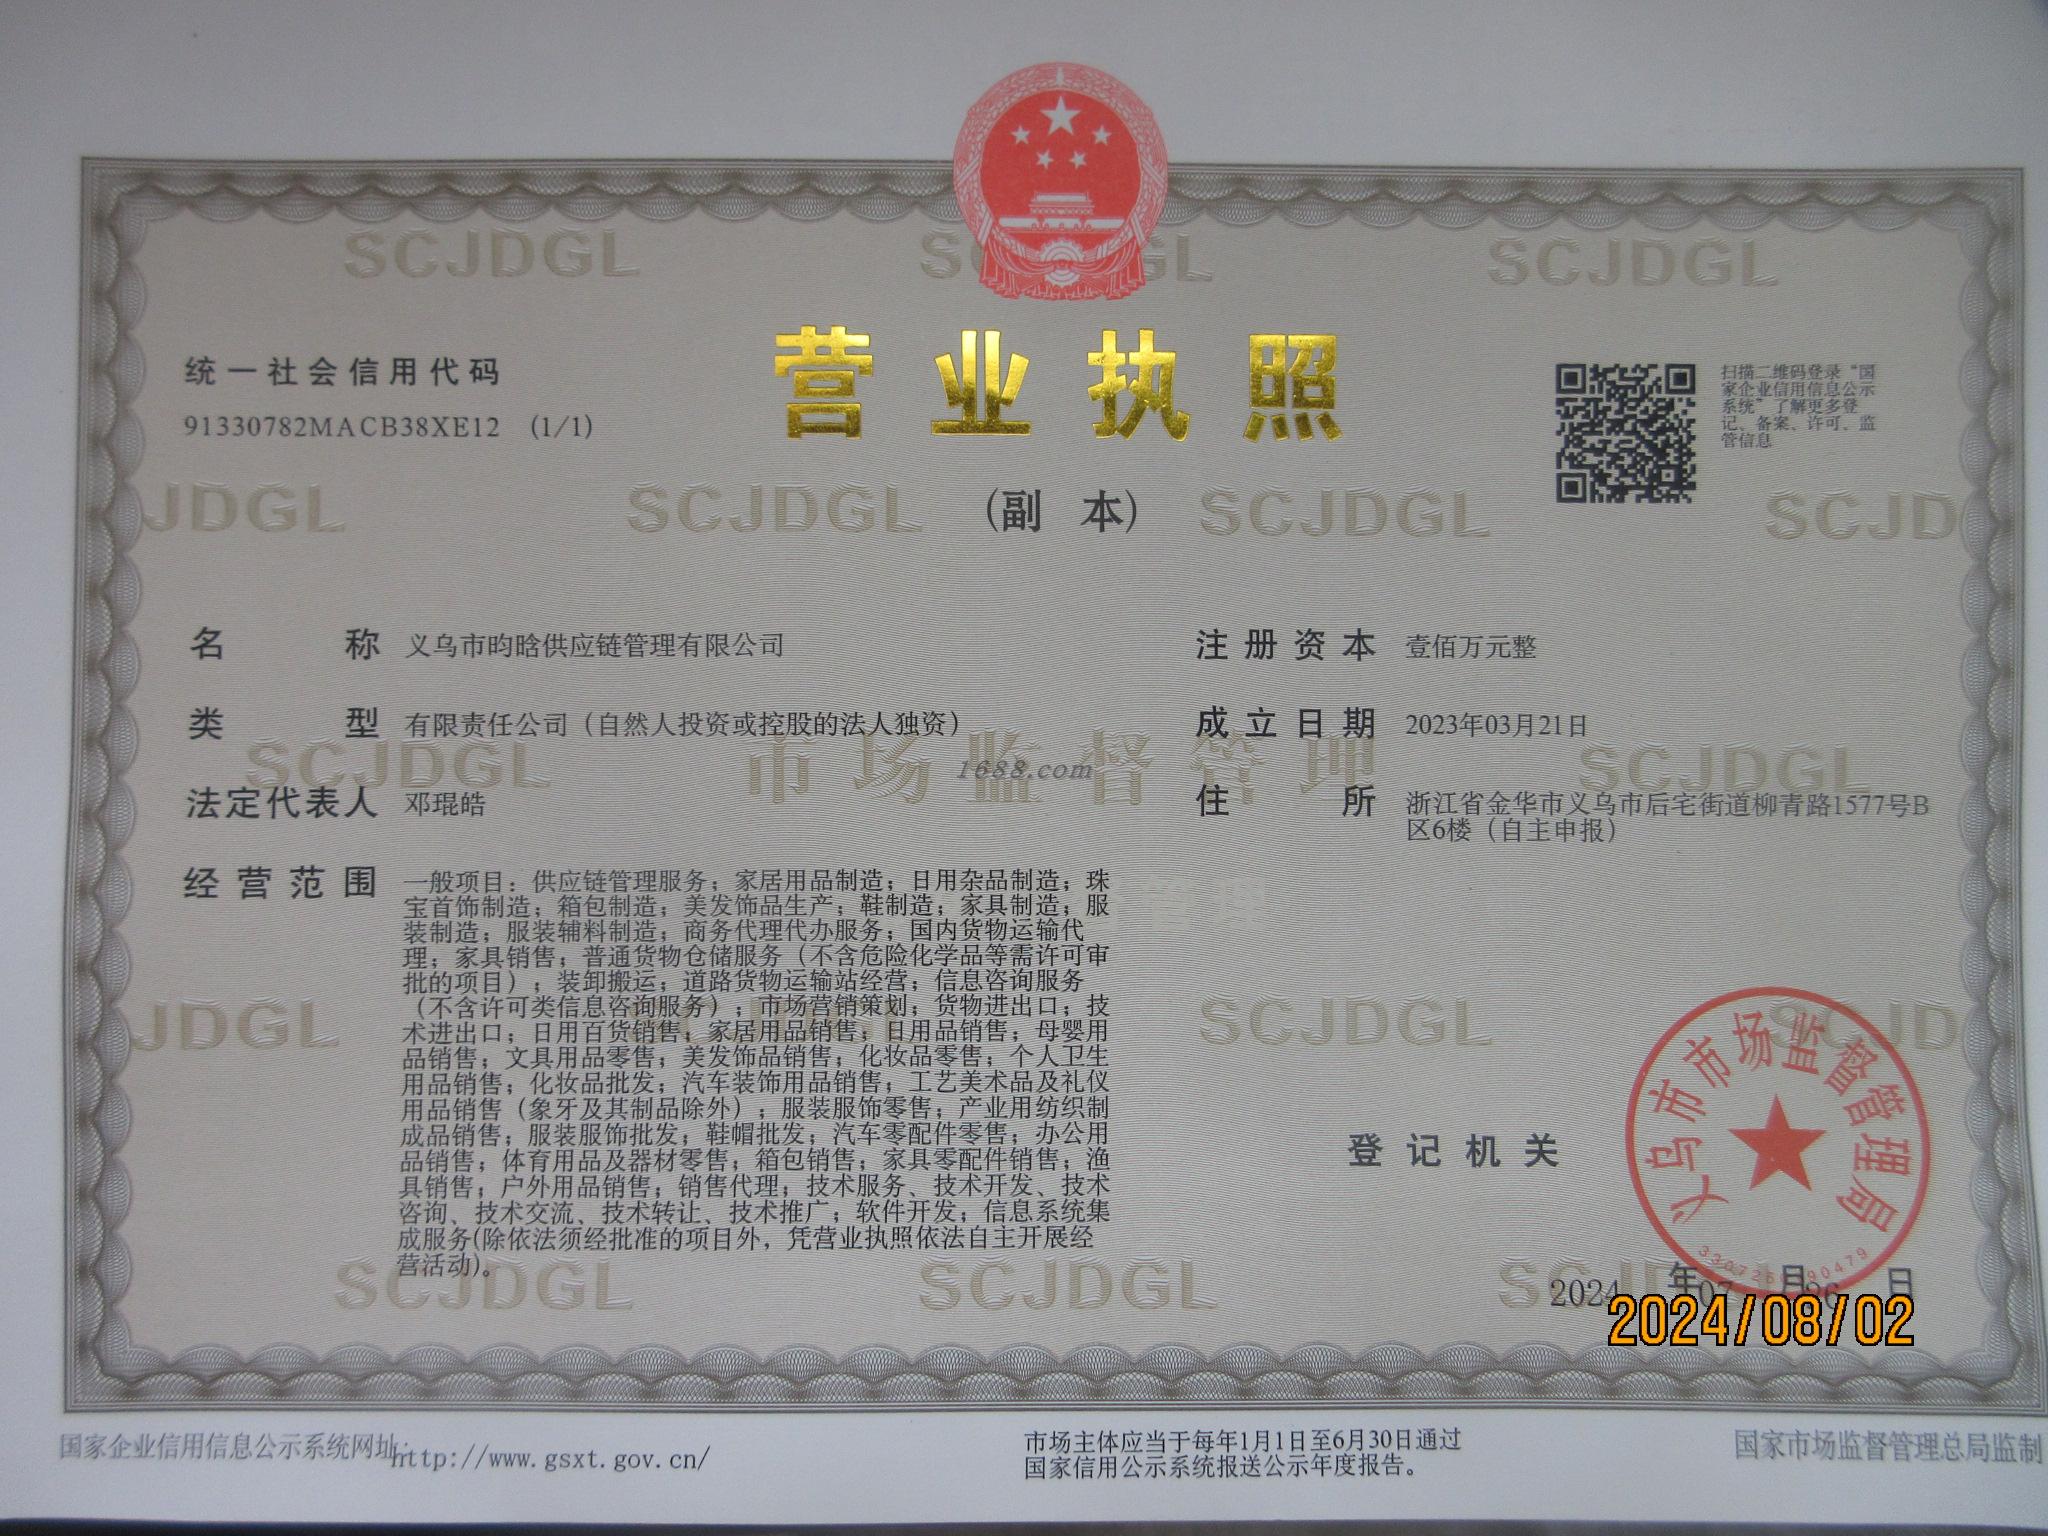 统一社会信用代码
91330782MACB38XE12 (1/1)
营业执照
(副 本)
扫描二维码登录“国
家企业信用信息公示
系统”了解更多登
记、备案、许可、监
管信息
名 称 义乌市昀晗供应链管理有限公司
类 型 有限责任公司（自然人投资或控股的法人独资）
法定代表人 邓琨皓
经营范围 一般项目：供应链管理服务；家居用品制造；日用杂品制造；珠
宝首饰制造；箱包制造；美发饰品生产；鞋制造；家具制造；服
装制造；服装辅料制造；商务代理代办服务；国内货物运输代
理；家具销售；普通货物仓储服务（不含危险化学品等需许可审
批的项目）；装卸搬运；道路货物运输站经营；信息咨询服务
（不含许可类信息咨询服务）；市场营销策划；货物进出口；技
术进出口；日用百货销售；家居用品销售；日用品销售；母婴用
品销售；文具用品零售；美发饰品销售；化妆品零售；个人卫生
用品销售；化妆品批发；汽车装饰用品销售；工艺美术品及礼仪
用品销售（象牙及其制品除外）；服装服饰零售；产业用纺织制
成品销售；服装服饰批发；鞋帽批发；汽车零配件零售；办公用
品销售；体育用品及器材零售；箱包销售；家具零配件销售；渔
具销售；户外用品销售；销售代理；技术服务、技术开发、技术
咨询、技术交流、技术转让、技术推广；软件开发；信息系统集
成服务(除依法须经批准的项目外，凭营业执照依法自主开展经
营活动)。
注册资本 壹佰万元整
成立日期 2023年03月21日
住 所 浙江省金华市义乌市后宅街道柳青路1577号B
区6楼（自主申报）
1688.com
市场监督管理
SCJDGL
登记机关
义乌市市场监督管理局
2024 年07 月 日
2024/08/02
国家企业信用信息公示系统网址：http://www.gsxt.gov.cn/
市场主体应当于每年1月1日至6月30日通过
国家信用公示系统报送公示年度报告。
国家市场监督管理总局监制